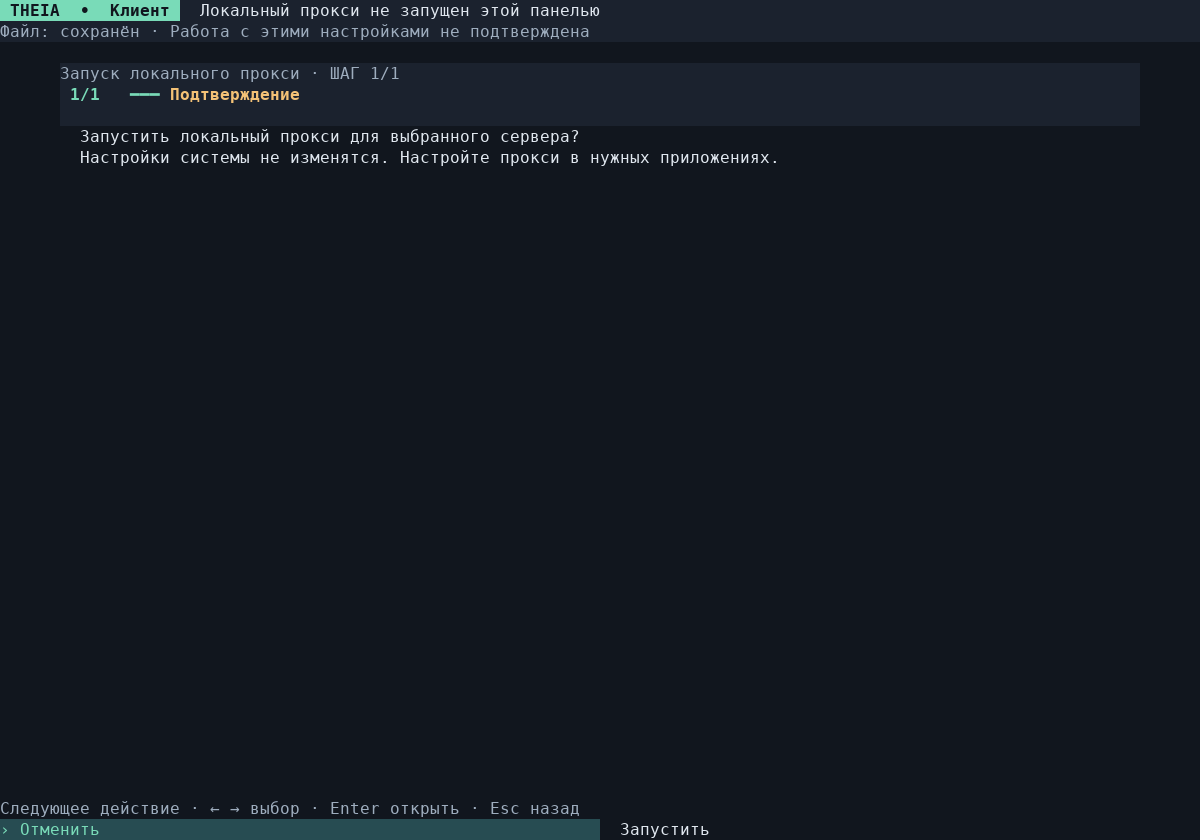 THEIA • Клиент Локальный прокси не запущен этой панелью
Файл: сохранён · Работа с этими настройками не подтверждена
Запуск локального прокси · ШАГ 1/1
1/1 ━━━ Подтверждение
Запустить локальный прокси для выбранного сервера?
Настройки системы не изменятся. Настройте прокси в нужных приложениях.
Следующее действие · ← → выбор · Enter открыть · Esc назад
› Отменить Запустить